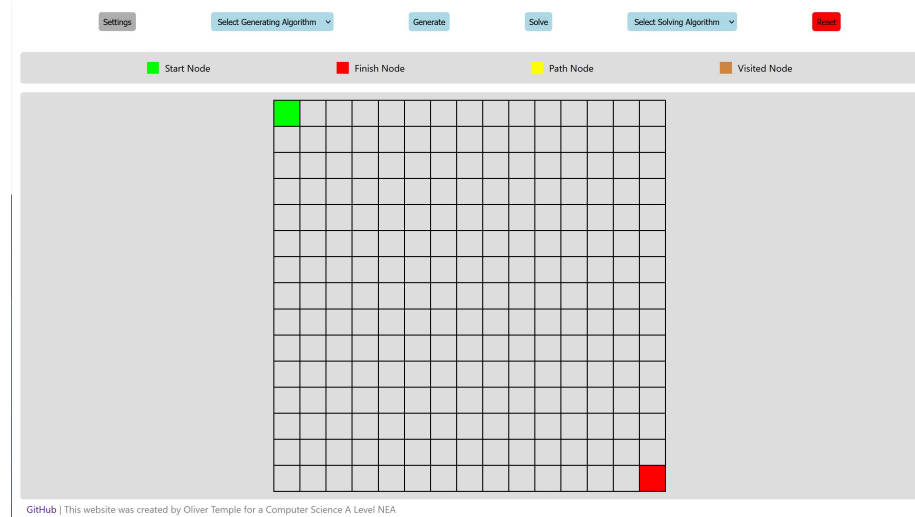 Settings Select Generating Algorithm Generate Solve Select Solving Algorithm Reset
Start Node Finish Node Path Node Visited Node
GitHub | This website was created by Oliver Temple for a Computer Science A Level NEA